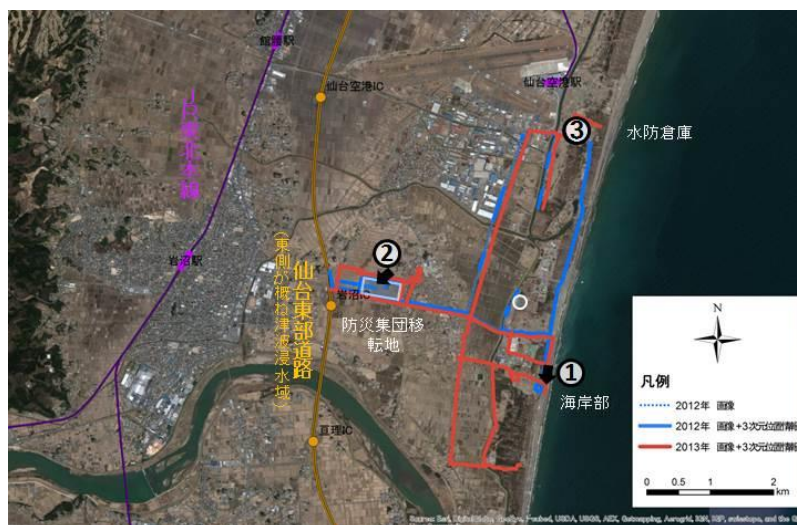 館腰駅
仙台空港IC
仙台空港駅
③
水防倉庫
JR東北本線
岩沼駅
②
仙台東部道路
(東側が概ね津波浸水域)
岩沼IC
防災集団移
転地
①
海岸部
亘理IC
N
凡例
2012年 画像
2012年 画像+3次元位置情報
2013年 画像+3次元位置情報
0 0.5 1 2
km